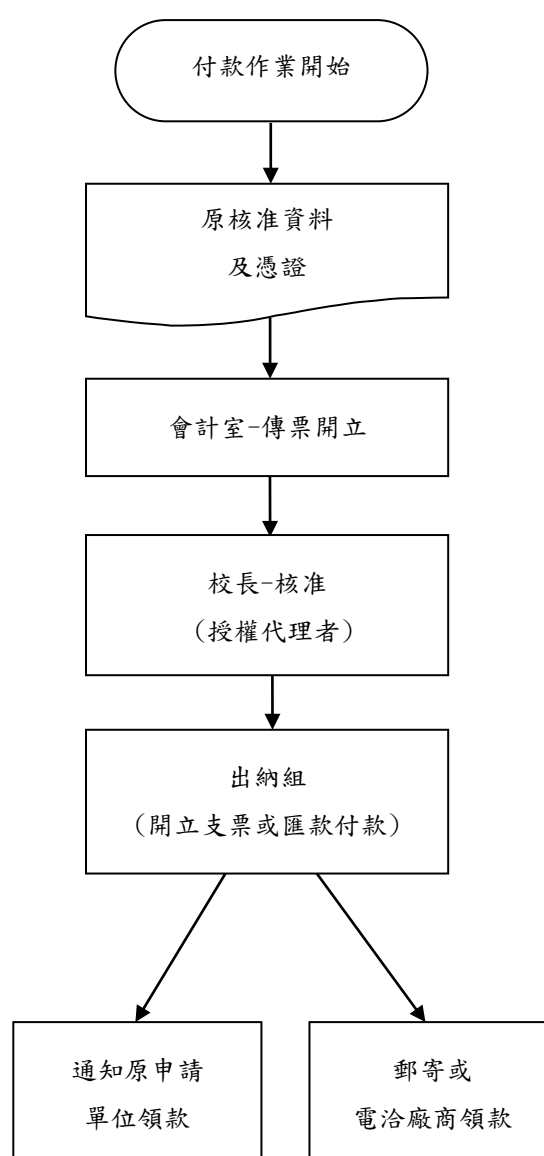 付款作業開始
原核准資料
及憑證
會計室-傳票開立
校長-核准
（授權代理者）
出納組
（開立支票或匯款付款）
通知原申請
單位領款
郵寄或
電洽廠商領款